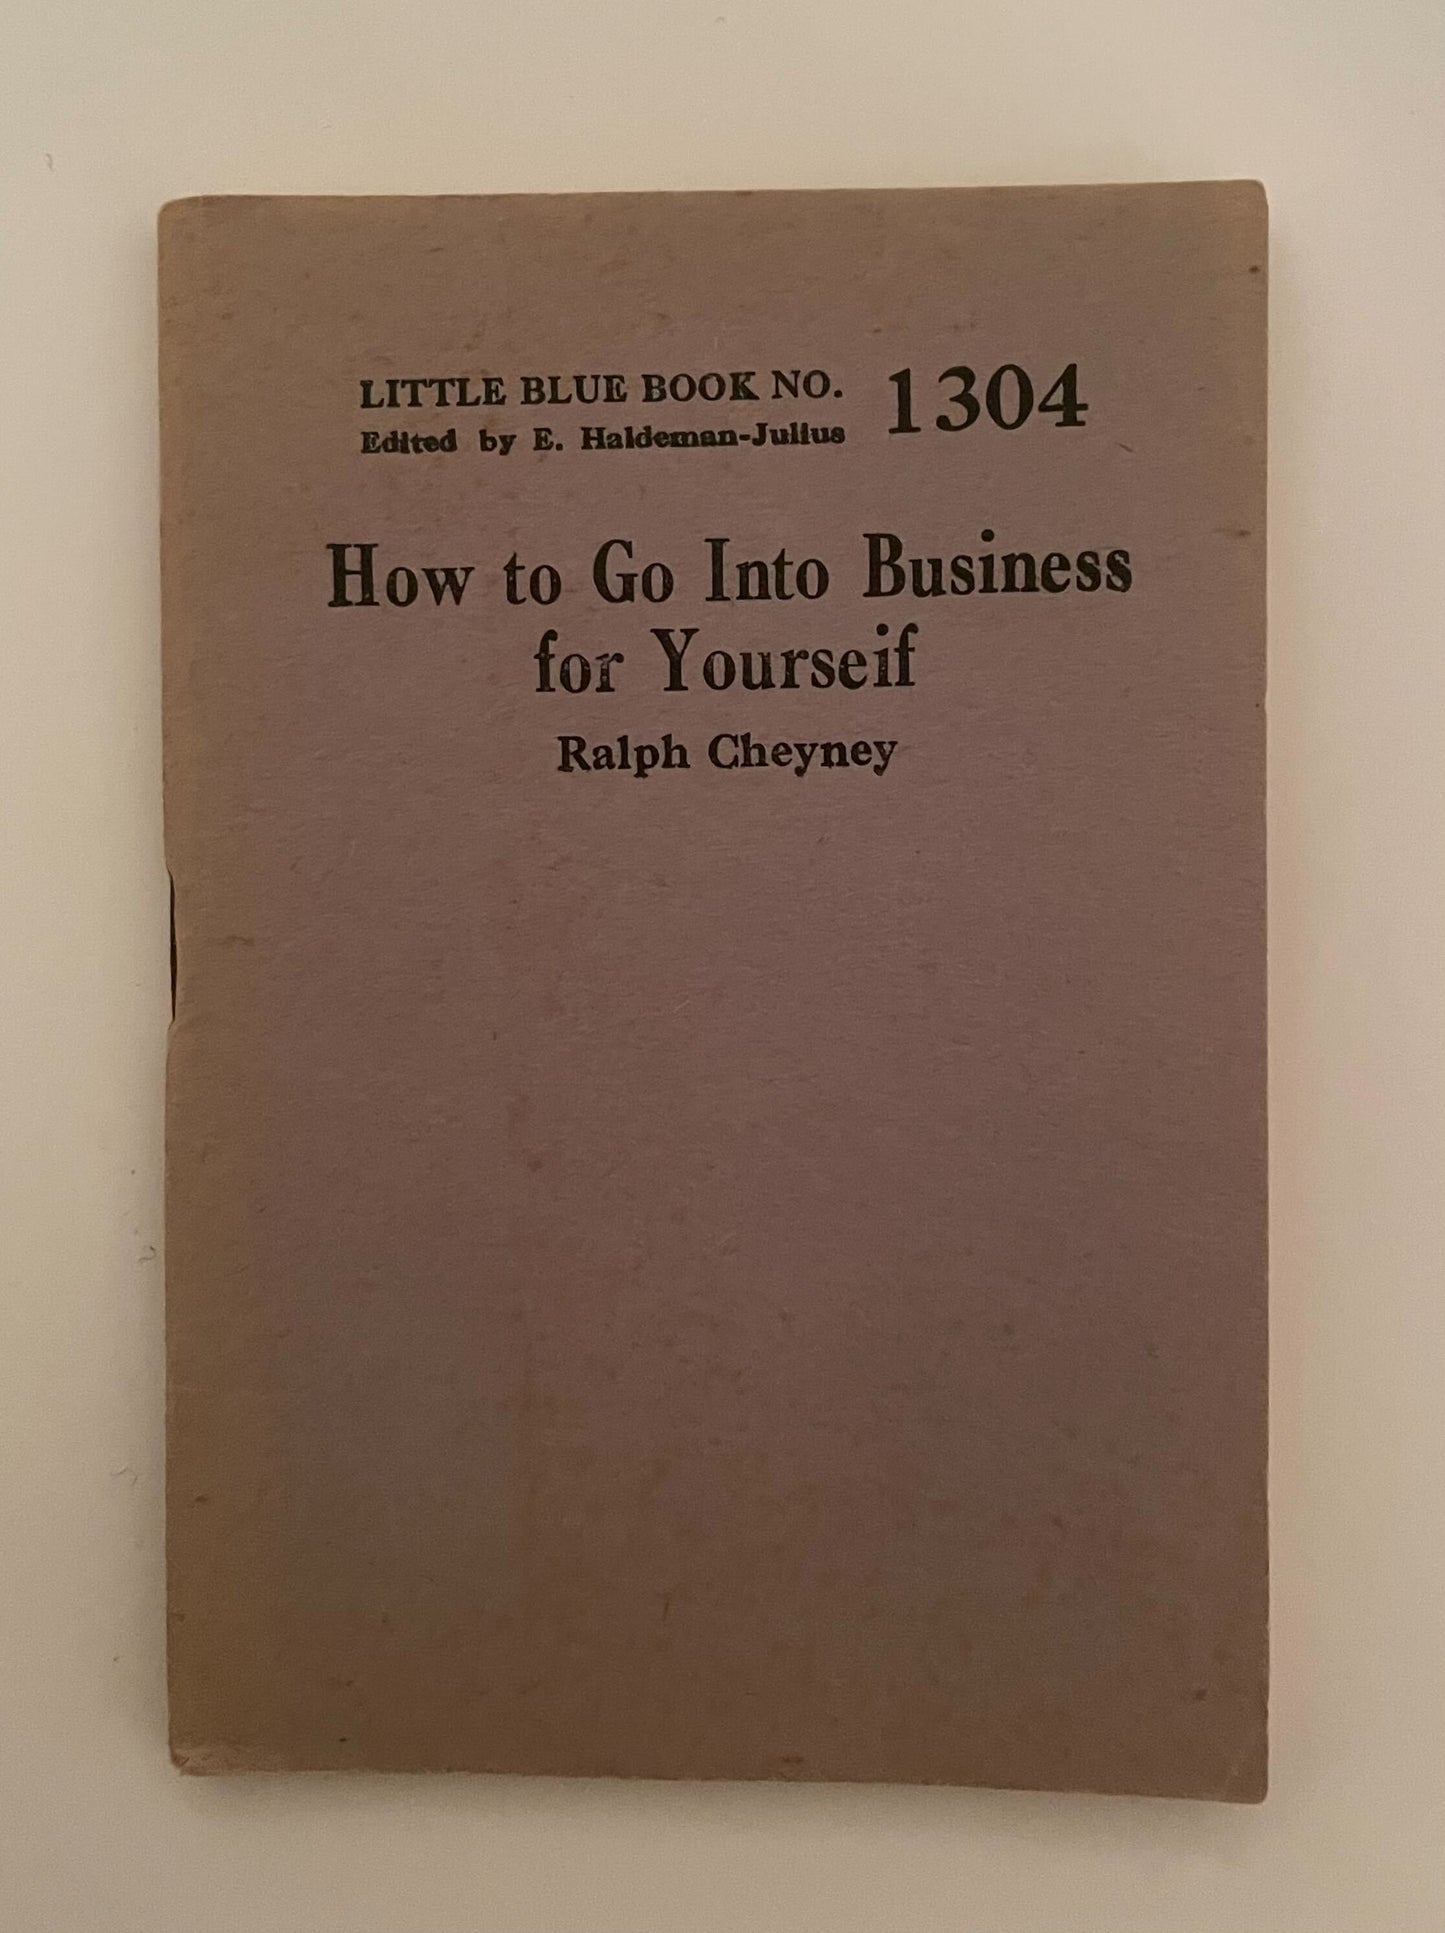 LITTLE BLUE BOOK NO. 1304
Edited by E. Haldeman-Julius
How to Go Into Business
for Yourseif
Ralph Cheyney